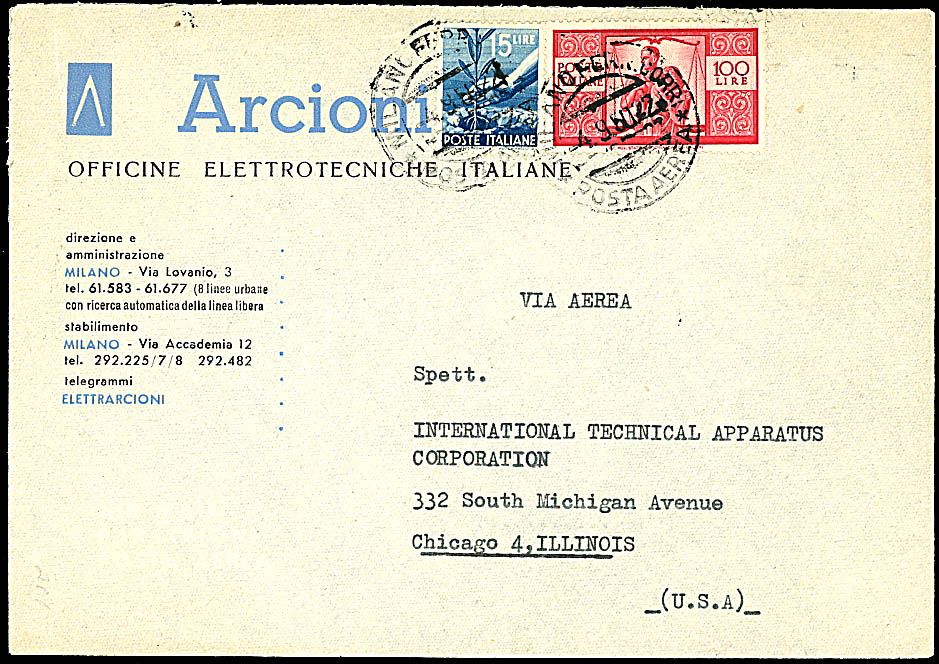 Arcioni
OFFICINE ELETTROTECNICHE ITALIANE
15 LIRE
POSTE ITALIANE
100
LIRE
POSTA AEREA
direzione e
amministrazione
MILANO - Via Lovanio, 3
tel. 61.583 - 61.677 (8 linee urbane
con ricerca automatica della linea libera
stabilimento
MILANO - Via Accademia 12
tel. 292.225/7/8 292.482
telegrammi
ELETTRARCIONI
VIA AEREA
Spett.
INTERNATIONAL TECHNICAL APPARATUS
CORPORATION
332 South Michigan Avenue
Chicago 4,ILLINOIS
_(U.S.A)_